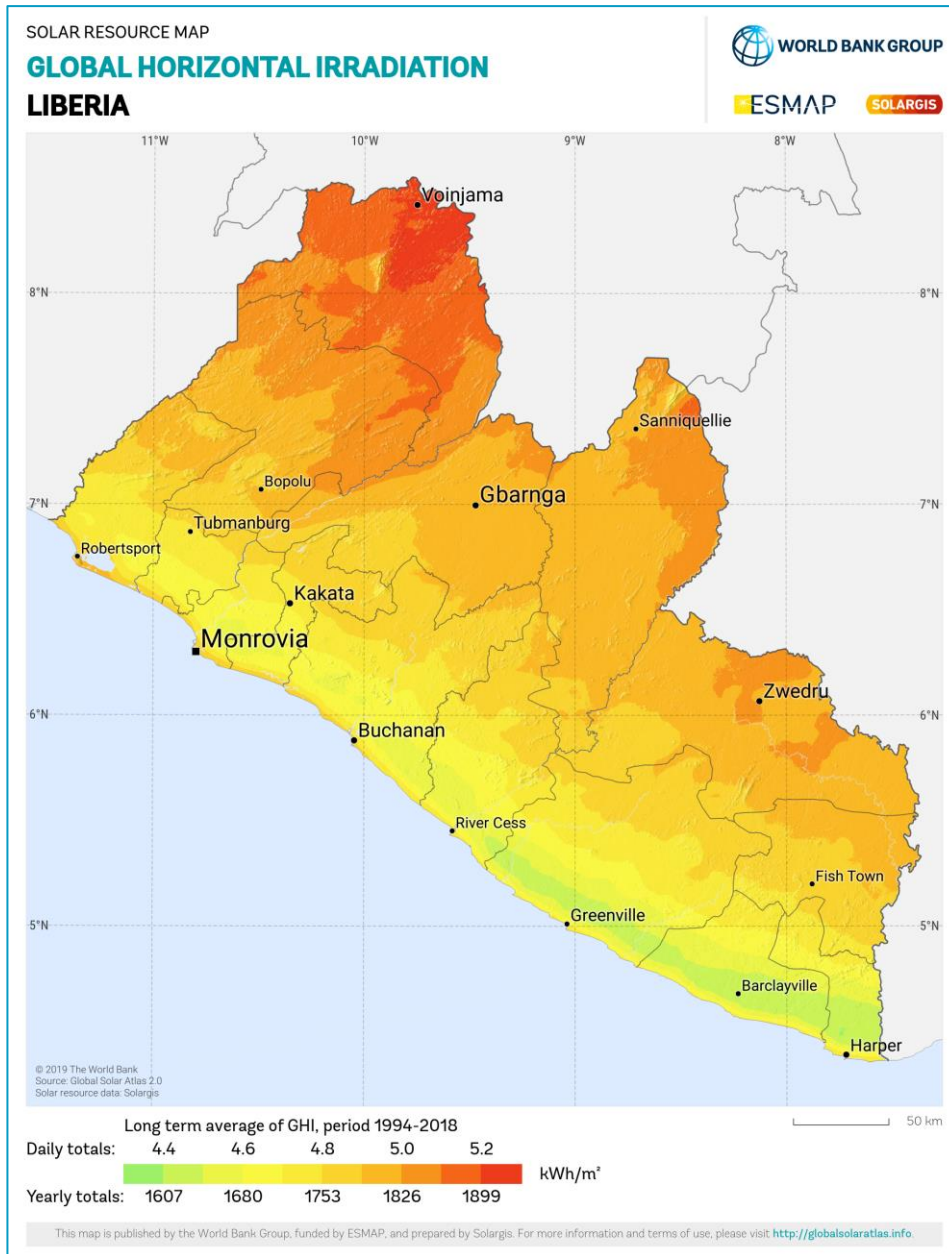 SOLAR RESOURCE MAP
GLOBAL HORIZONTAL IRRADIATION
LIBERIA
WORLD BANK GROUP
ESMAP
SOLARGIS
11°W 10°W 9°W 8°W
Voinjama
8°N 8°N
Sanniquellie
Bopolu
Gbarnga
7°N 7°N
Tubmanburg
Robertsport
Kakata
Monrovia
Zwedru
6°N 6°N
Buchanan
River Cess
Fish Town
Greenville
5°N 5°N
Barclayville
Harper
© 2019 The World Bank
Source: Global Solar Atlas 2.0
Solar resource data: Solargis
Long term average of GHI, period 1994-2018
50 km
Daily totals: 4.4 4.6 4.8 5.0 5.2
kWh/m²
Yearly totals: 1607 1680 1753 1826 1899
This map is published by the World Bank Group, funded by ESMAP, and prepared by Solargis. For more information and terms of use, please visit http://globalsolaratlas.info.